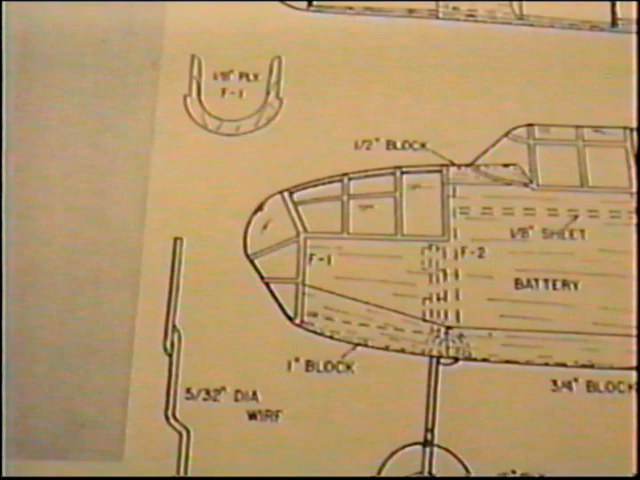 1/8" PLY
F-1
1/2" BLOCK
1/8" SHEET
F-1
F-2
BATTERY
1" BLOCK
3/4" BLOCK
5/32" DIA
WIRE